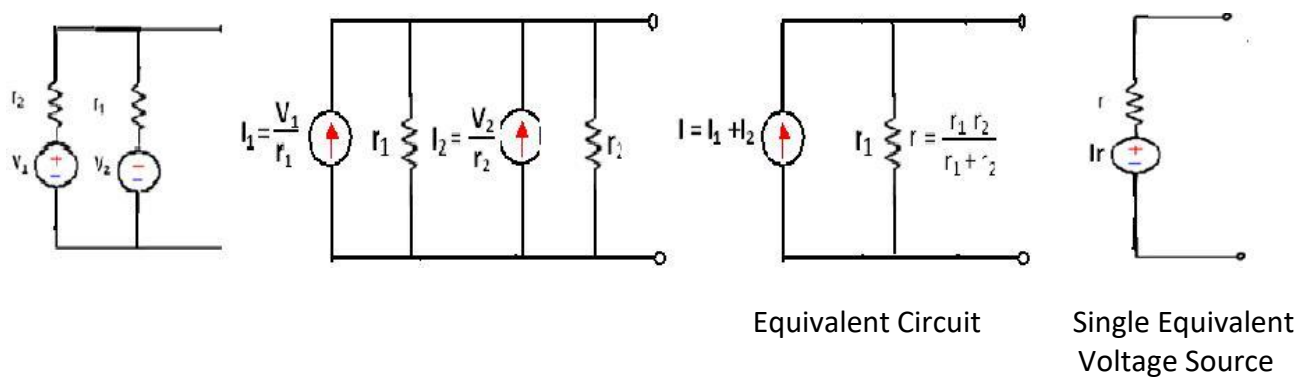 r₂
r₁
V₁
+
−
V₂
−
−
I₁ = V₁ / r₁
r₁
I₂ = V₂ / r₂
r₂
I = I₁ + I₂
r₁
r = r₁ r₂ / r₁ + r₂
r
Ir
+
−
Equivalent Circuit
Single Equivalent
Voltage Source